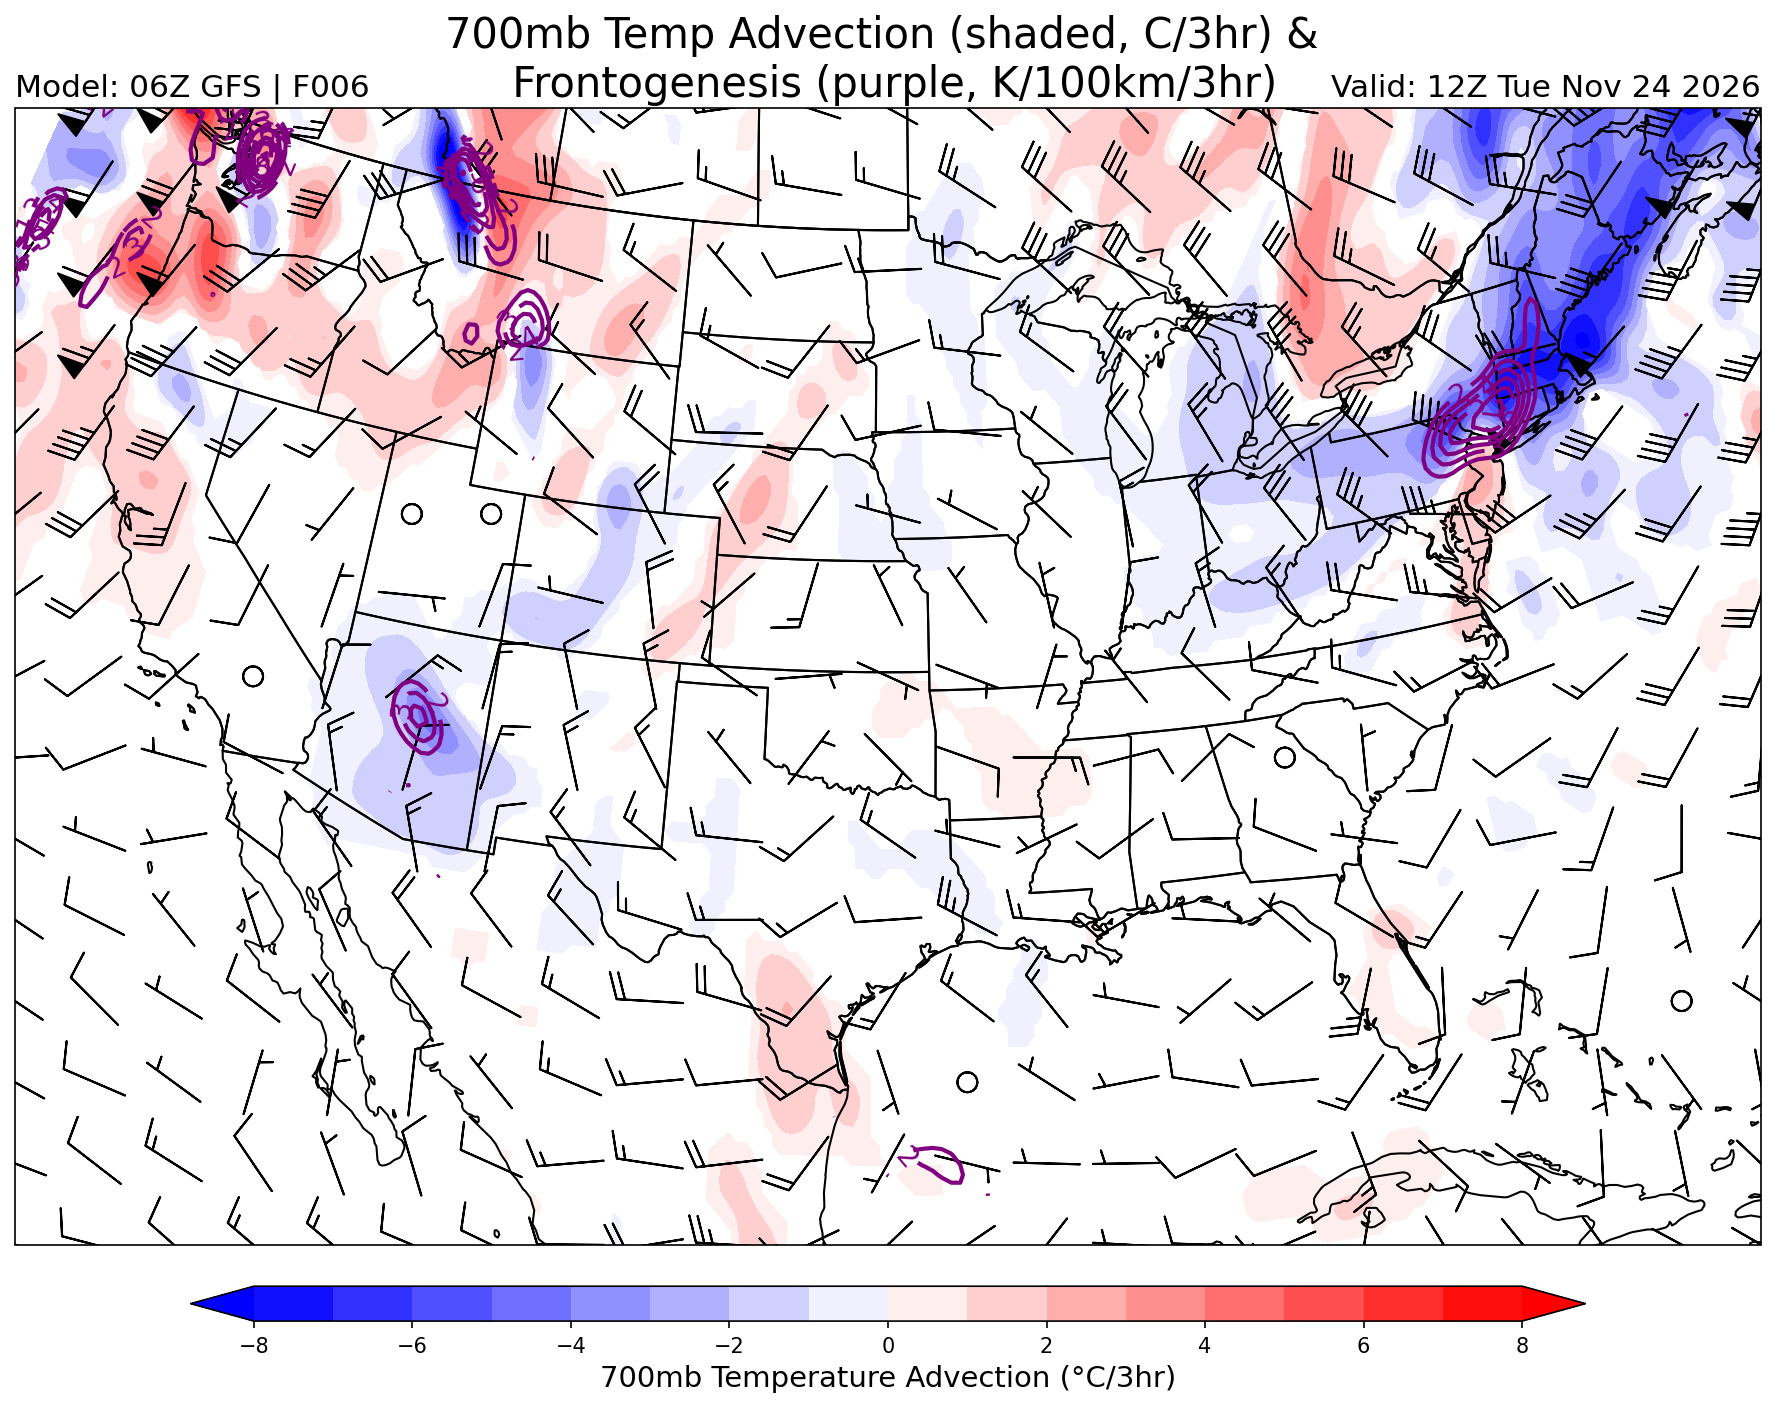 700mb Temp Advection (shaded, C/3hr) &
Frontogenesis (purple, K/100km/3hr)
Model: 06Z GFS | F006
Valid: 12Z Tue Nov 24 2026
−8 −6 −4 −2 0 2 4 6 8
700mb Temperature Advection (°C/3hr)